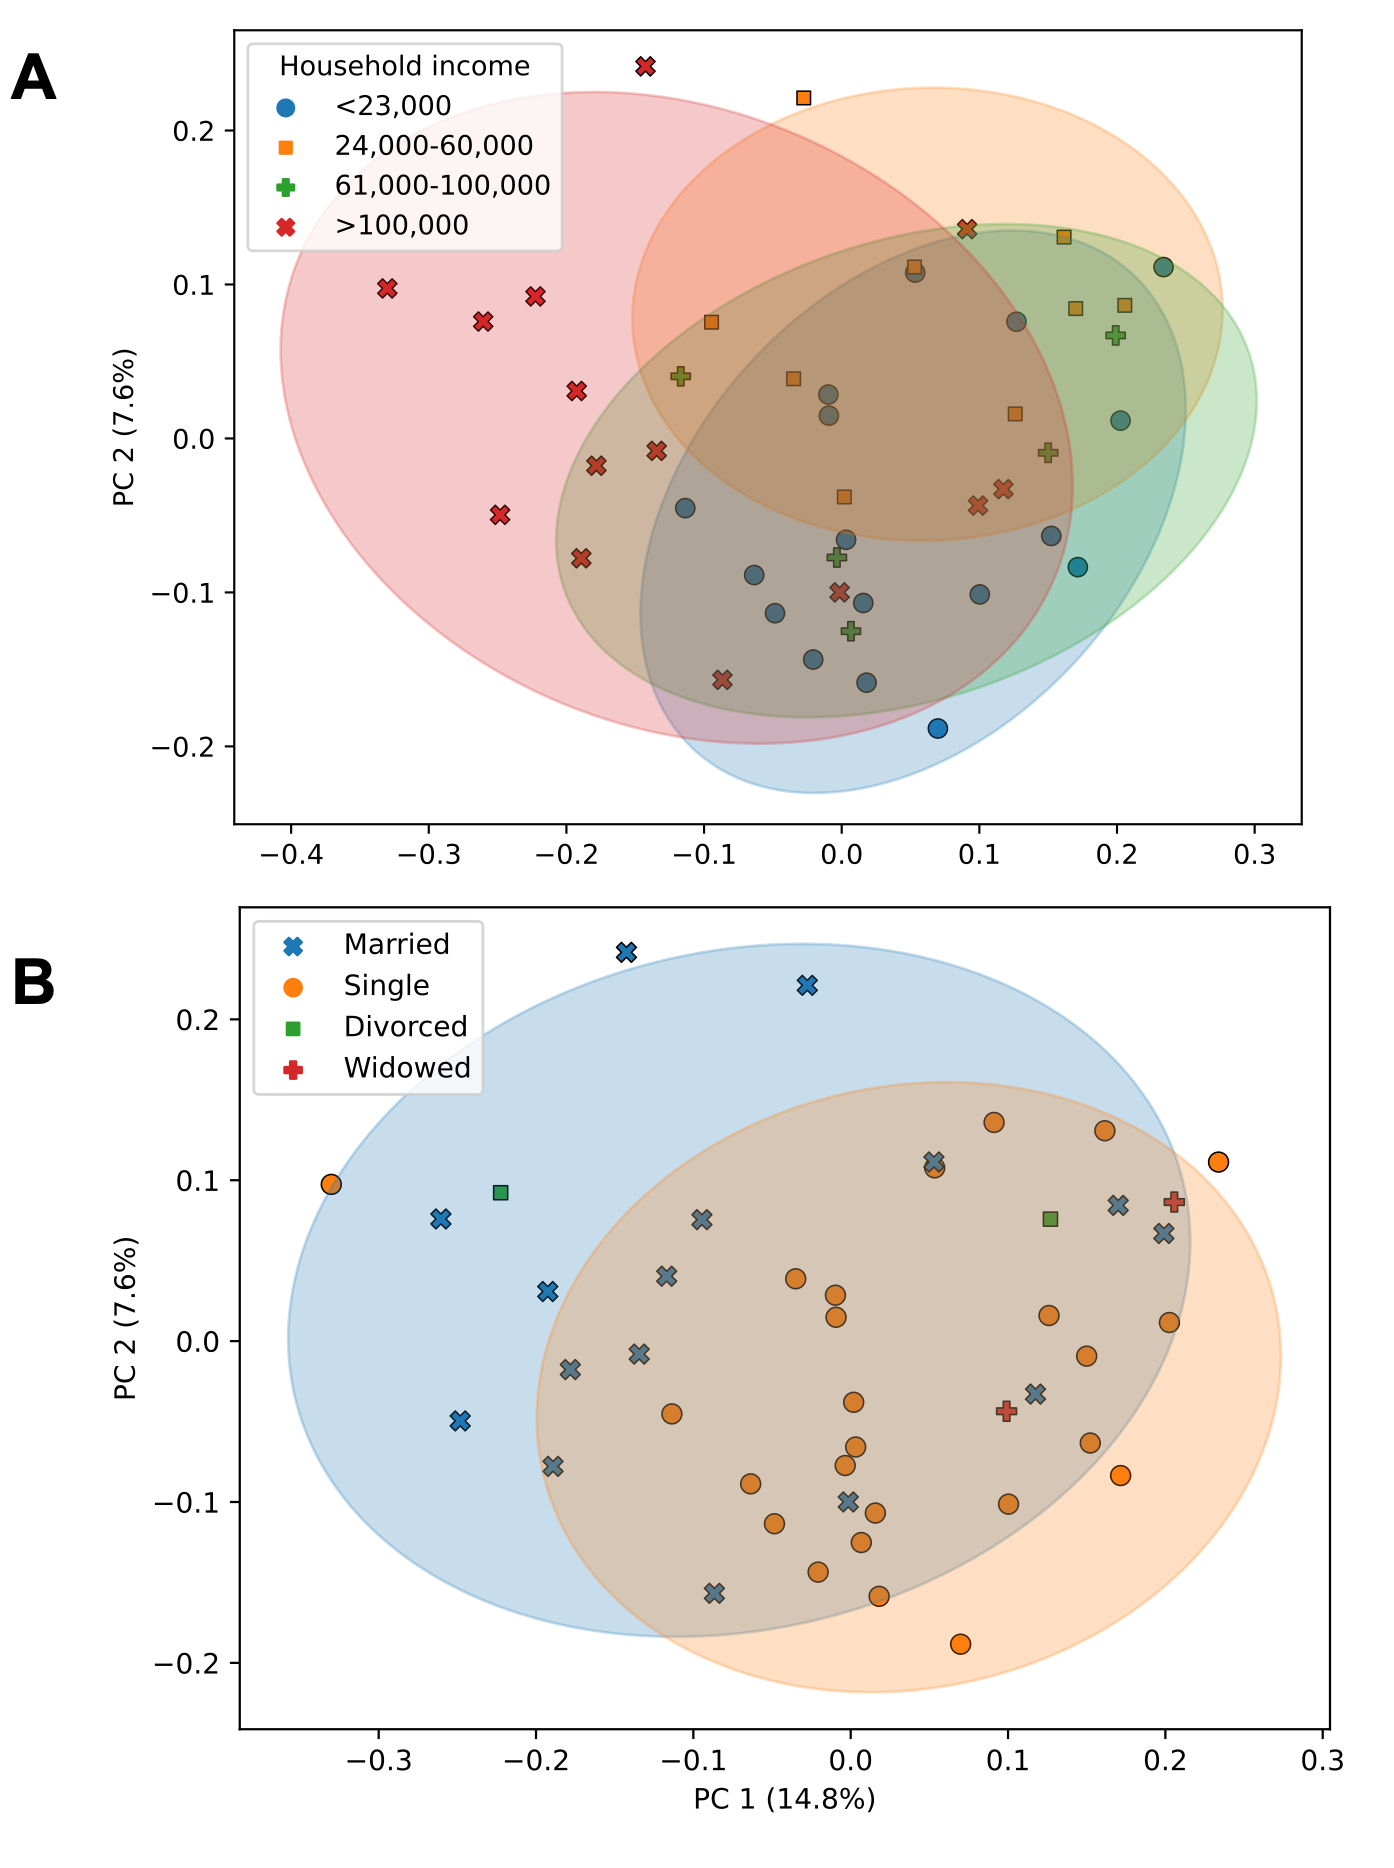 A
Household income
<23,000
24,000-60,000
61,000-100,000
>100,000
0.2
0.1
0.0
−0.1
−0.2
PC 2 (7.6%)
−0.4 −0.3 −0.2 −0.1 0.0 0.1 0.2 0.3
B
Married
Single
Divorced
Widowed
0.2
0.1
0.0
−0.1
−0.2
PC 2 (7.6%)
−0.3 −0.2 −0.1 0.0 0.1 0.2 0.3
PC 1 (14.8%)